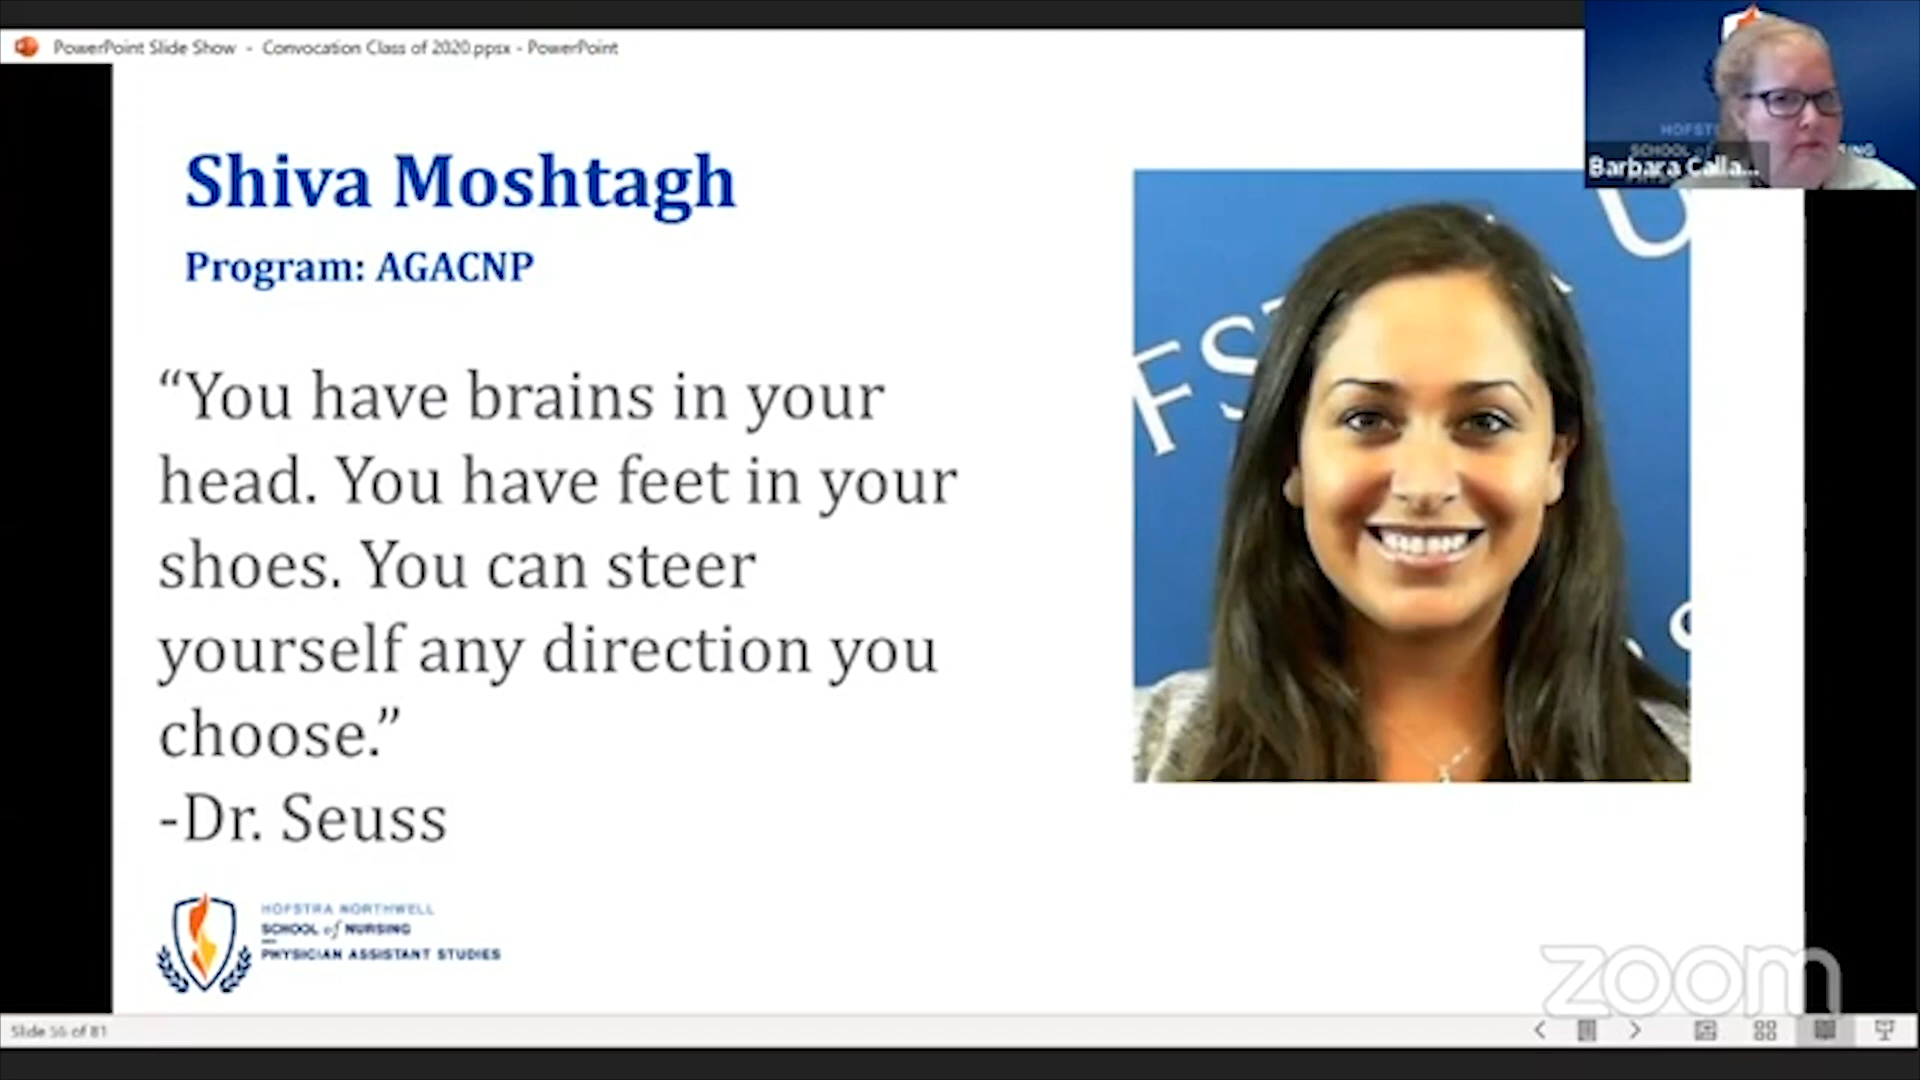 PowerPoint Slide Show - Convocation Class of 2020.ppsx - PowerPoint
Barbara Calla...
Shiva Moshtagh
Program: AGACNP
“You have brains in your
head. You have feet in your
shoes. You can steer
yourself any direction you
choose.”
-Dr. Seuss
HOFSTRA NORTHWELL
SCHOOL of NURSING
PHYSICIAN ASSISTANT STUDIES
zoom